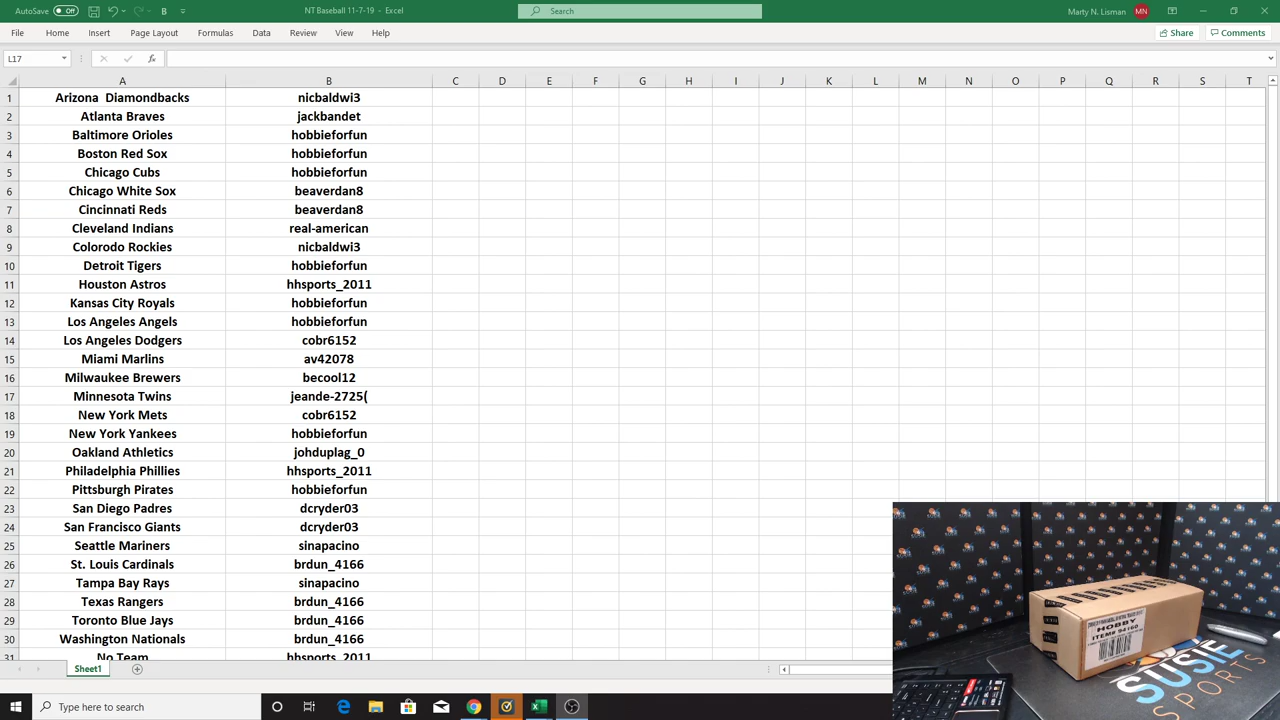 AutoSave Off B NT Baseball 11-7-19 - Excel Search Marty N. Lisman MN
File Home Insert Page Layout Formulas Data Review View Help Share Comments
L17 fx
A B C D E F G H I J K L M N O P Q R S T
1 Arizona  Diamondbacks nicbaldwi3
2 Atlanta Braves jackbandet
3 Baltimore Orioles hobbieforfun
4 Boston Red Sox hobbieforfun
5 Chicago Cubs hobbieforfun
6 Chicago White Sox beaverdan8
7 Cincinnati Reds beaverdan8
8 Cleveland Indians real-american
9 Colorodo Rockies nicbaldwi3
10 Detroit Tigers hobbieforfun
11 Houston Astros hhsports_2011
12 Kansas City Royals hobbieforfun
13 Los Angeles Angels hobbieforfun
14 Los Angeles Dodgers cobr6152
15 Miami Marlins av42078
16 Milwaukee Brewers becool12
17 Minnesota Twins jeande-2725(
18 New York Mets cobr6152
19 New York Yankees hobbieforfun
20 Oakland Athletics johduplag_0
21 Philadelphia Phillies hhsports_2011
22 Pittsburgh Pirates hobbieforfun
23 San Diego Padres dcryder03
24 San Francisco Giants dcryder03
25 Seattle Mariners sinapacino
26 St. Louis Cardinals brdun_4166
27 Tampa Bay Rays sinapacino
28 Texas Rangers brdun_4166
29 Toronto Blue Jays brdun_4166
30 Washington Nationals brdun_4166
31 No Team hhsports_2011
HOBBY
ITEM# 94160
SUSIE
SPORTS
Sheet1
Type here to search